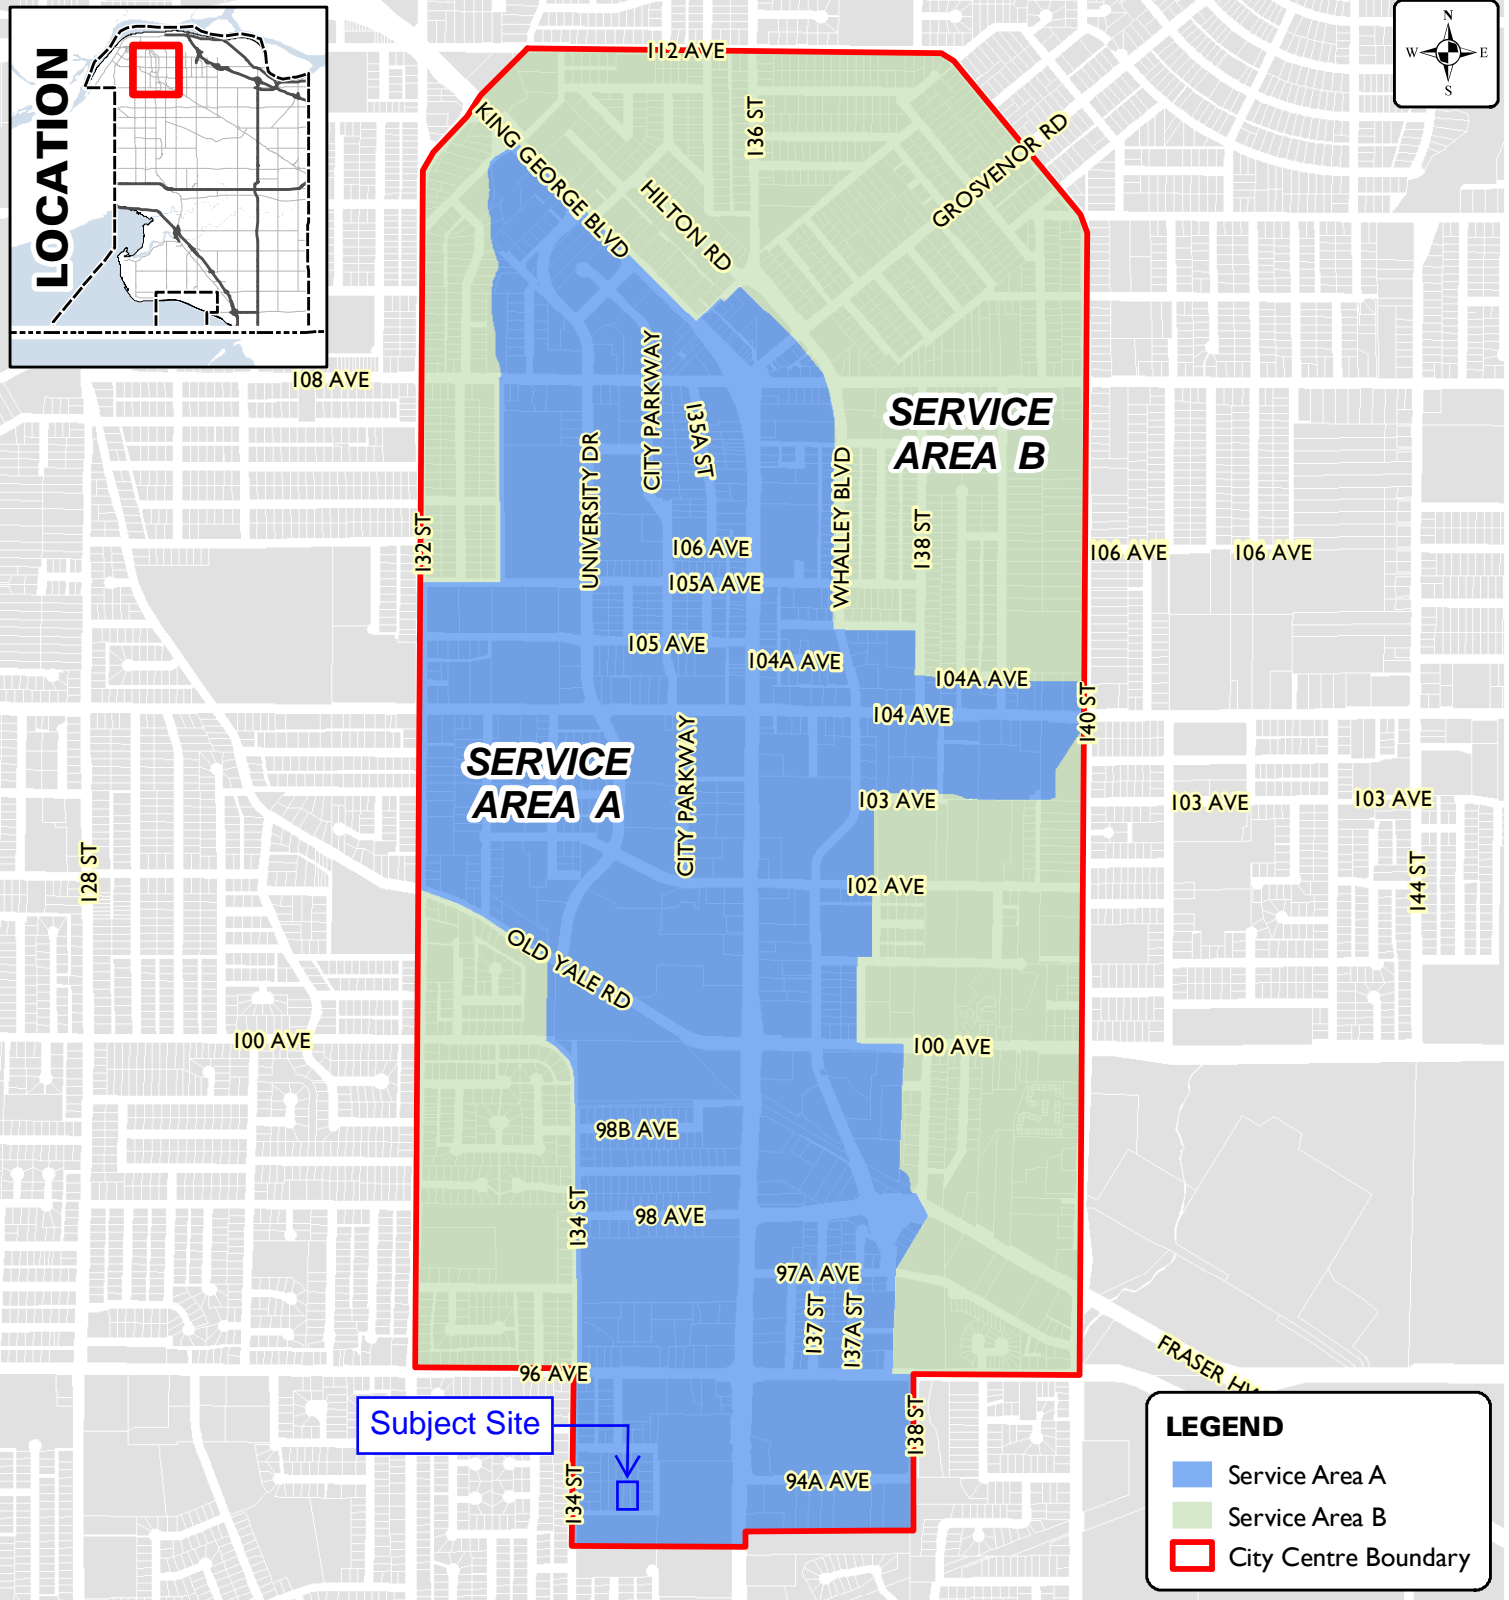 LOCATION
N
W
E
S
112 AVE
136 ST
KING GEORGE BLVD
HILTON RD
GROSVENOR RD
108 AVE
CITY PARKWAY
135A ST
SERVICE
AREA B
UNIVERSITY DR
WHALLEY BLVD
132 ST
138 ST
106 AVE
106 AVE
106 AVE
105A AVE
105 AVE
104A AVE
104A AVE
140 ST
104 AVE
SERVICE
AREA A
CITY PARKWAY
103 AVE
103 AVE
103 AVE
128 ST
102 AVE
144 ST
OLD YALE RD
100 AVE
100 AVE
98B AVE
134 ST
98 AVE
97A AVE
137 ST
137A ST
96 AVE
FRASER HW
Subject Site
138 ST
134 ST
94A AVE
LEGEND
Service Area A
Service Area B
City Centre Boundary